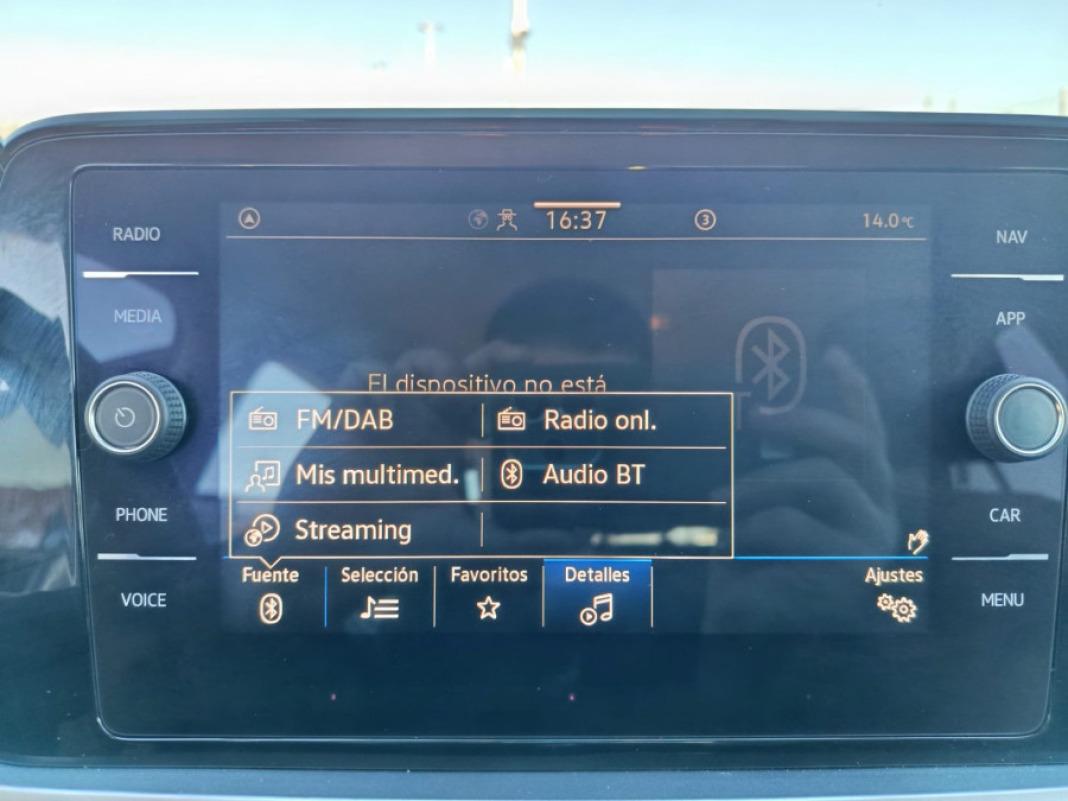 RADIO
MEDIA
PHONE
VOICE
16:37
3
14.0°C
El dispositivo no está
FM/DAB
Radio onl.
Mis multimed.
Audio BT
Streaming
Fuente
Selección
Favoritos
Detalles
Ajustes
NAV
APP
CAR
MENU